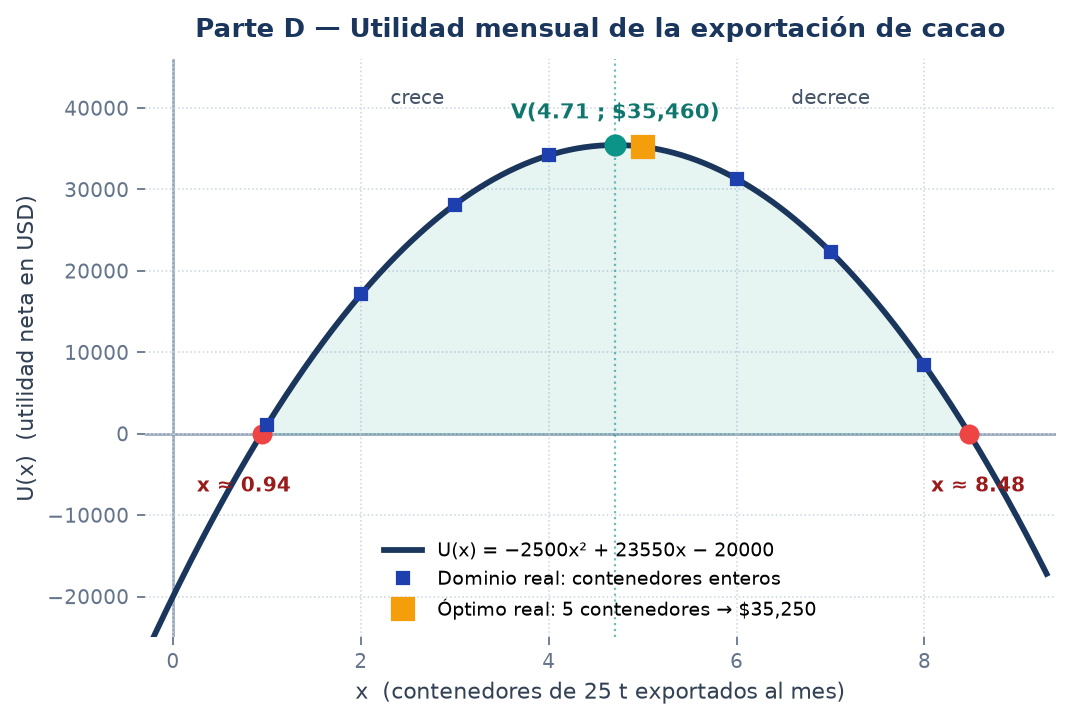 Parte D — Utilidad mensual de la exportación de cacao
U(x)  (utilidad neta en USD)
40000
30000
20000
10000
0
−10000
−20000
crece
decrece
V(4.71 ; $35,460)
x ≈ 0.94
x ≈ 8.48
U(x) = −2500x² + 23550x − 20000
Dominio real: contenedores enteros
Óptimo real: 5 contenedores → $35,250
0
2
4
6
8
x  (contenedores de 25 t exportados al mes)